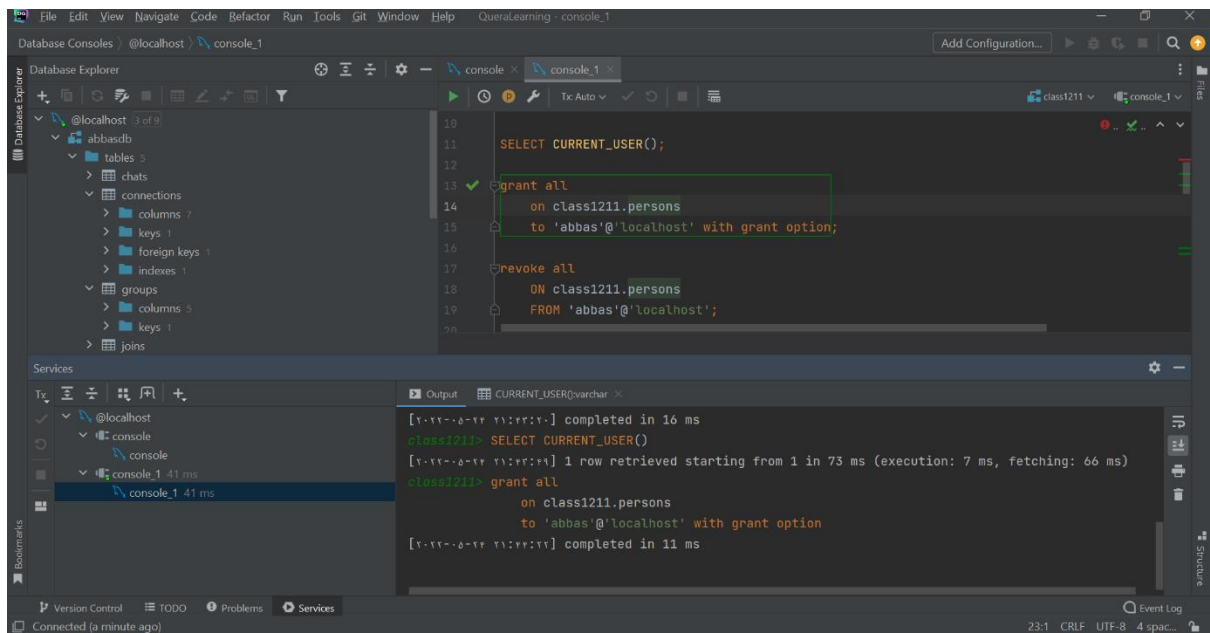 File Edit View Navigate Code Refactor Run Tools Git Window Help QueraLearning - console_1
Database Consoles @localhost console_1 Add Configuration...
Database Explorer
console console_1
Tx: Auto class1211 console_1
@localhost 3 of 9
abbasdb
tables 5
chats
connections
columns 7
keys 1
foreign keys 1
indexes 1
groups
columns 5
keys 1
joins
10
11 SELECT CURRENT_USER();
12
13 grant all
14 on class1211.persons
15 to 'abbas'@'localhost' with grant option;
16
17 revoke all
18 ON class1211.persons
19 FROM 'abbas'@'localhost';
20
Services
Tx
@localhost
console
console
console_1 41 ms
console_1 41 ms
Output CURRENT_USER():varchar
completed in 16 ms
class1211> SELECT CURRENT_USER()
1 row retrieved starting from 1 in 73 ms (execution: 7 ms, fetching: 66 ms)
class1211> grant all
on class1211.persons
to 'abbas'@'localhost' with grant option
completed in 11 ms
Database Explorer
Bookmarks
Files
Structure
Version Control TODO Problems Services Event Log
Connected (a minute ago) 23:1 CRLF UTF-8 4 spac...